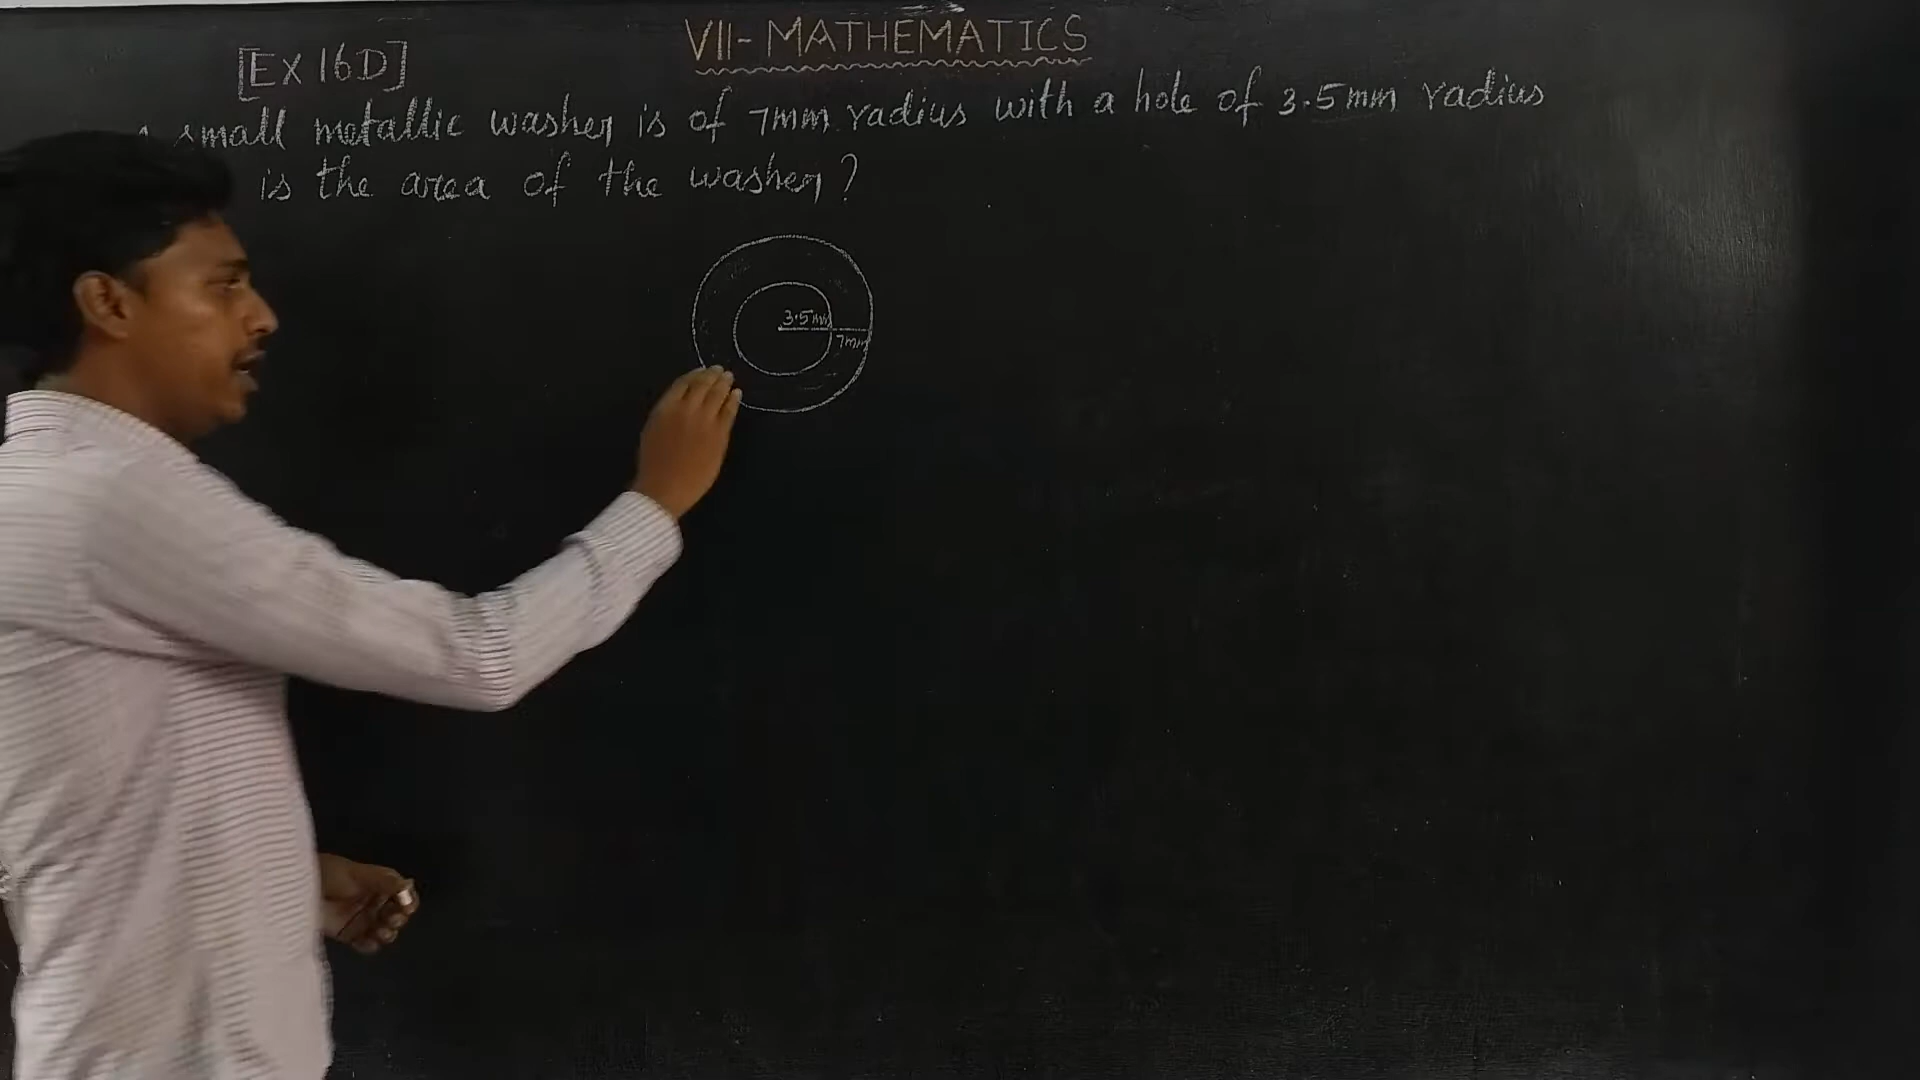 VII- MATHEMATICS
[EX 16D]
small metallic washer is of 7mm radius with a hole of 3.5mm radius
is the area of the washer?
3.5mm
7mm